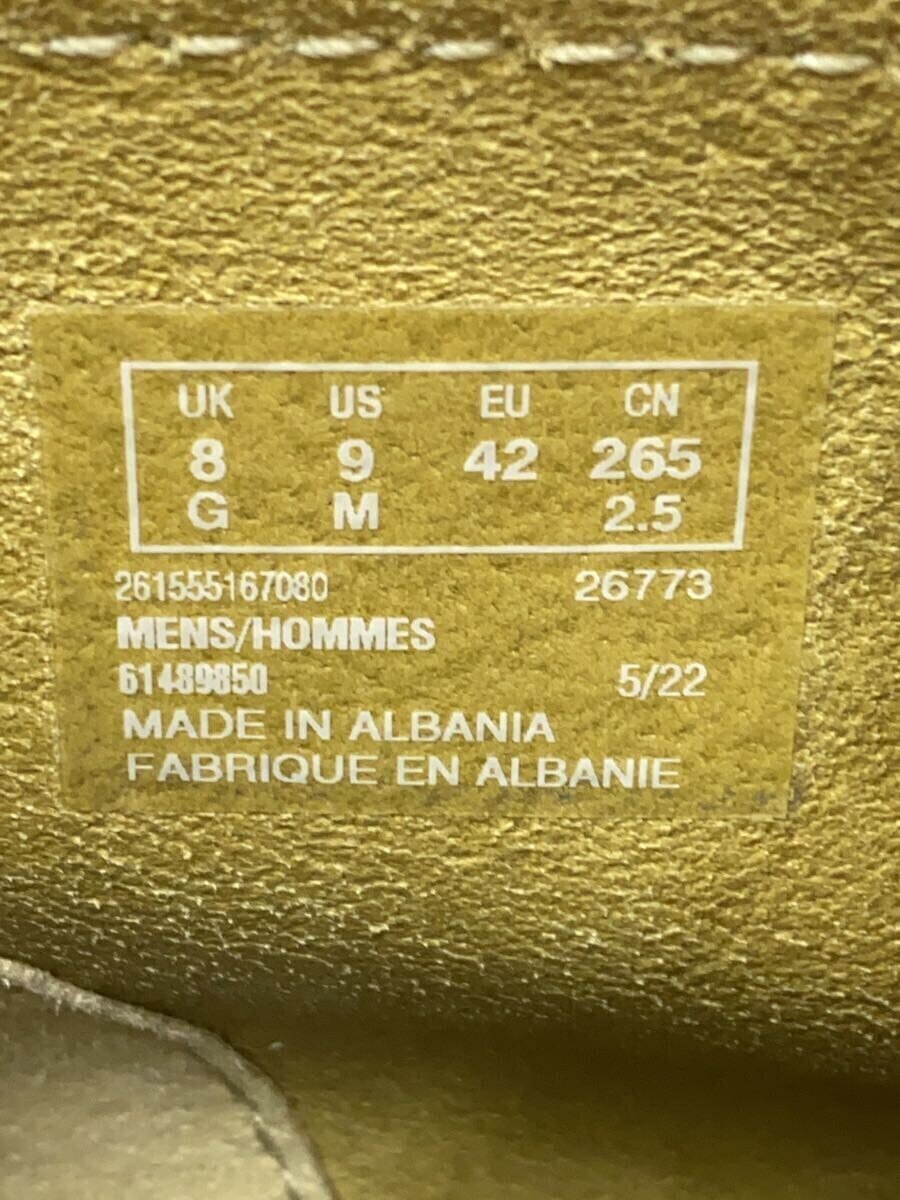 UK US EU CN
8 9 42 265
G M 2.5
261555167080 26773
MENS/HOMMES
61489850 5/22
MADE IN ALBANIA
FABRIQUE EN ALBANIE